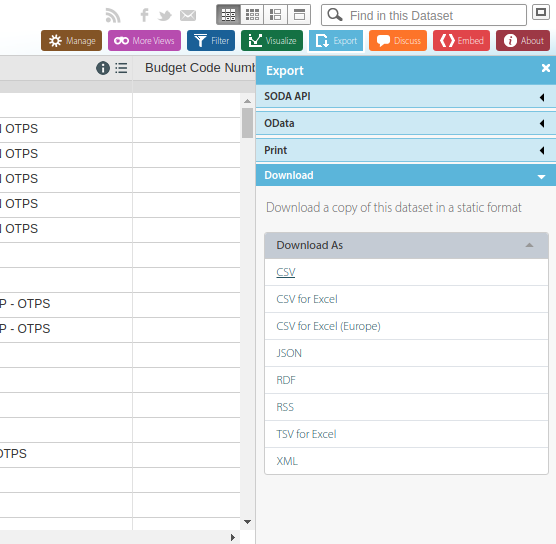 Find in this Dataset
Manage More Views Filter Visualize Export Discuss Embed About
Budget Code Numb
Export
SODA API
OData
Print
Download
Download a copy of this dataset in a static format
Download As
CSV
CSV for Excel
CSV for Excel (Europe)
JSON
RDF
RSS
TSV for Excel
XML
OTPS
OTPS
OTPS
OTPS
OTPS
P - OTPS
P - OTPS
OTPS